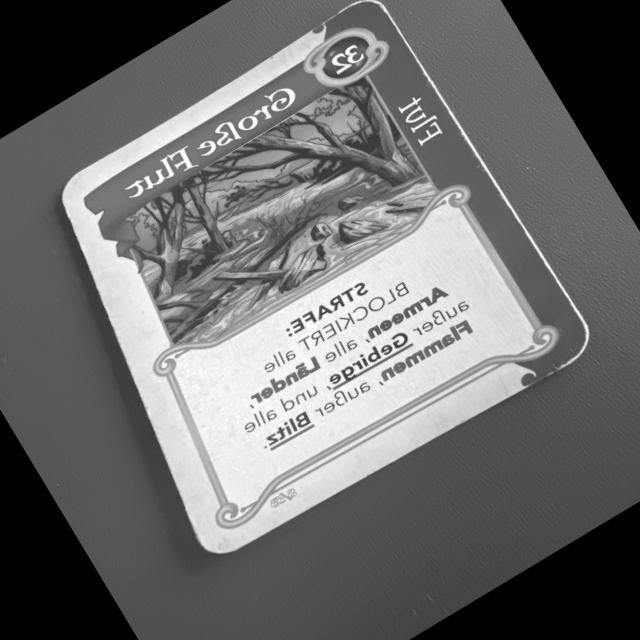 32
Große Flut
Flut
STRAFE:
BLOCKIERT alle
Armeen, alle Länder,
außer Gebirge, und alle
Flammen, außer Blitz